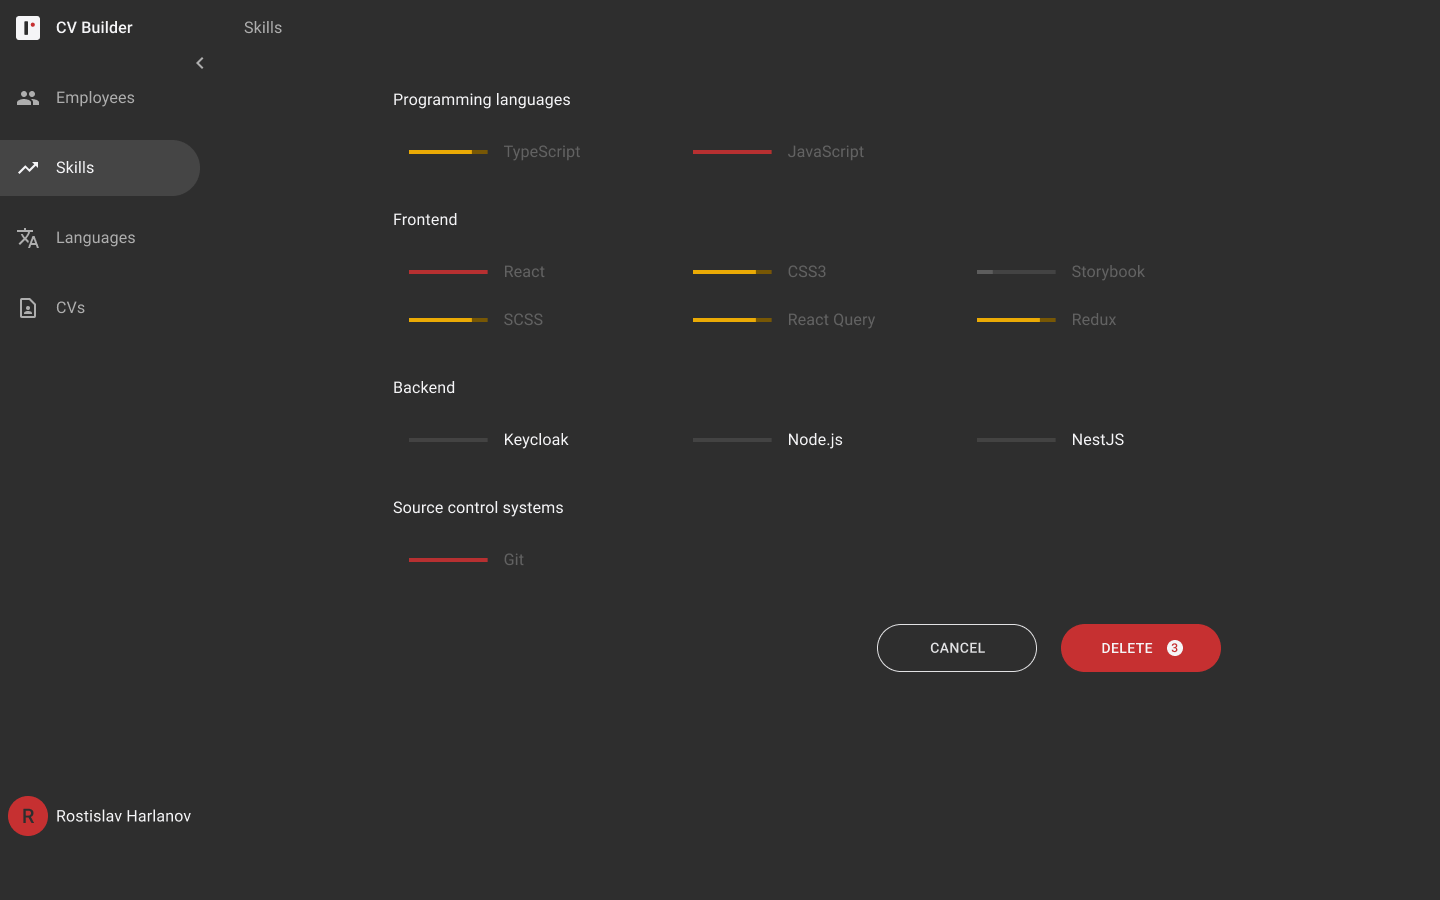 CV Builder
Skills
Employees
Skills
Languages
CVs
Programming languages
TypeScript
JavaScript
Frontend
React
CSS3
Storybook
SCSS
React Query
Redux
Backend
Keycloak
Node.js
NestJS
Source control systems
Git
CANCEL
DELETE 3
R
Rostislav Harlanov